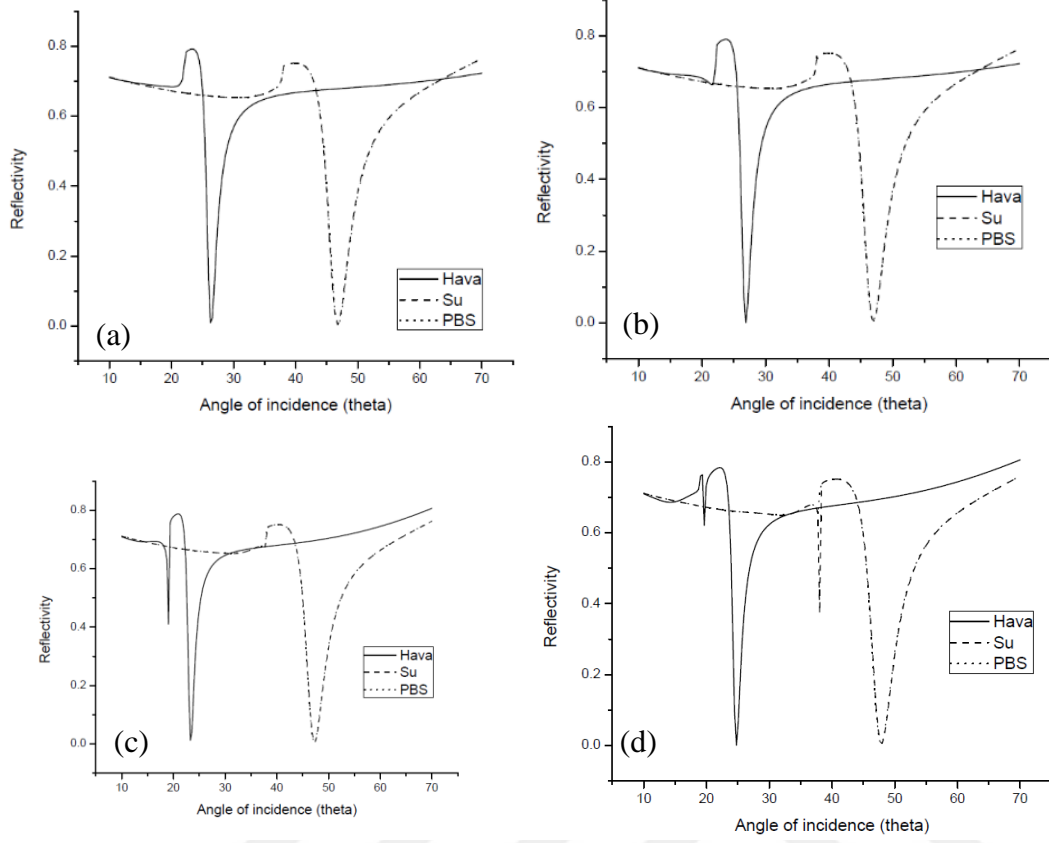 0.8
0.6
0.4
0.2
0.0
Reflectivity
Hava
Su
PBS
(a)
10 20 30 40 50 60 70
Angle of incidence (theta)
0.8
0.6
0.4
0.2
0.0
Reflectivity
Hava
Su
PBS
(b)
10 20 30 40 50 60 70
Angle of incidence (theta)
0.8
0.6
0.4
0.2
0.0
Reflectivity
Hava
Su
PBS
(c)
10 20 30 40 50 60 70
Angle of incidence (theta)
0.8
0.6
0.4
0.2
0.0
Reflectivity
Hava
Su
PBS
(d)
10 20 30 40 50 60 70
Angle of incidence (theta)